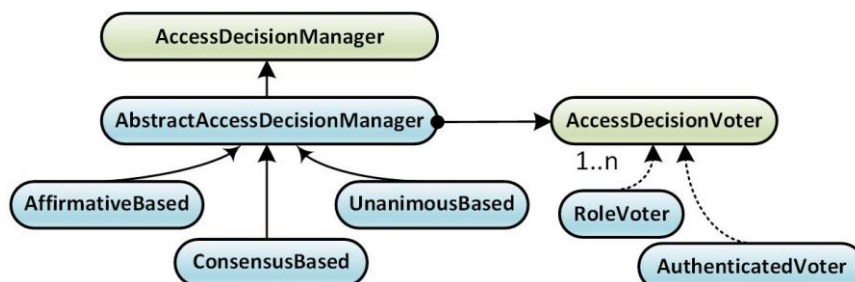 AccessDecisionManager
AbstractAccessDecisionManager
AccessDecisionVoter
1..n
AffirmativeBased
UnanimousBased
RoleVoter
ConsensusBased
AuthenticatedVoter